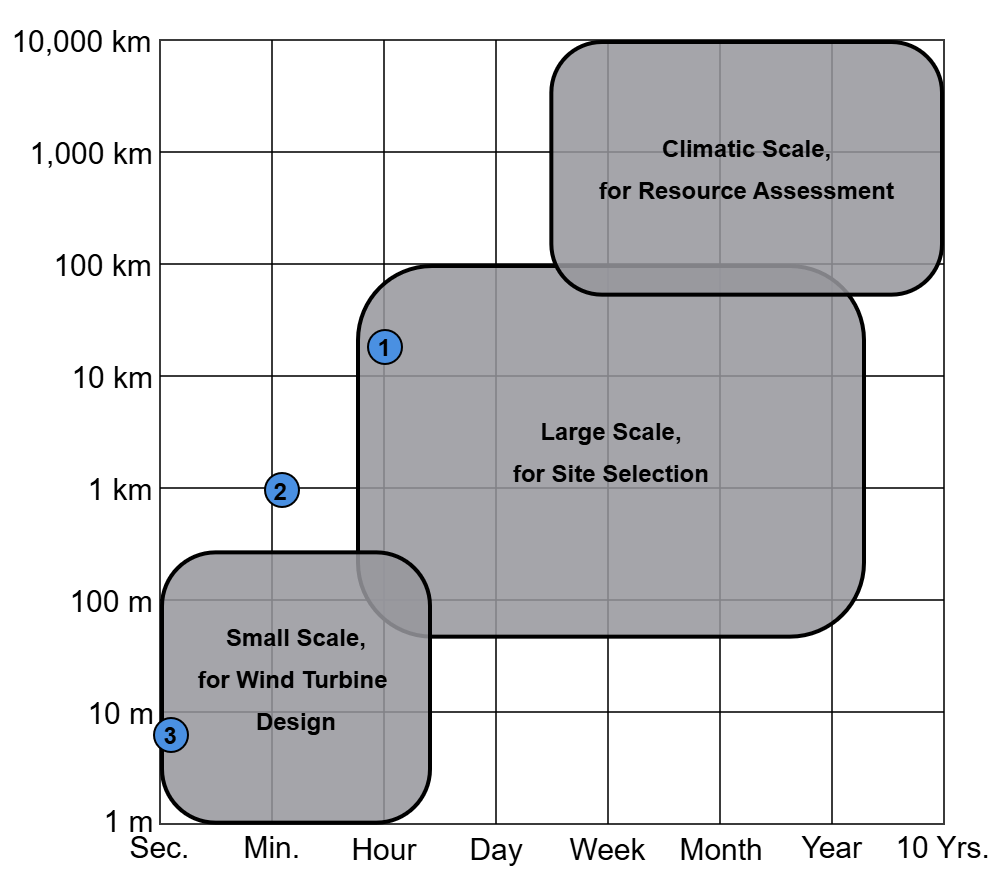 10,000 km
1,000 km
100 km
10 km
1 km
100 m
10 m
1 m
Climatic Scale,
for Resource Assessment
1
Large Scale,
for Site Selection
2
Small Scale,
for Wind Turbine
Design
3
Sec. Min. Hour Day Week Month Year 10 Yrs.